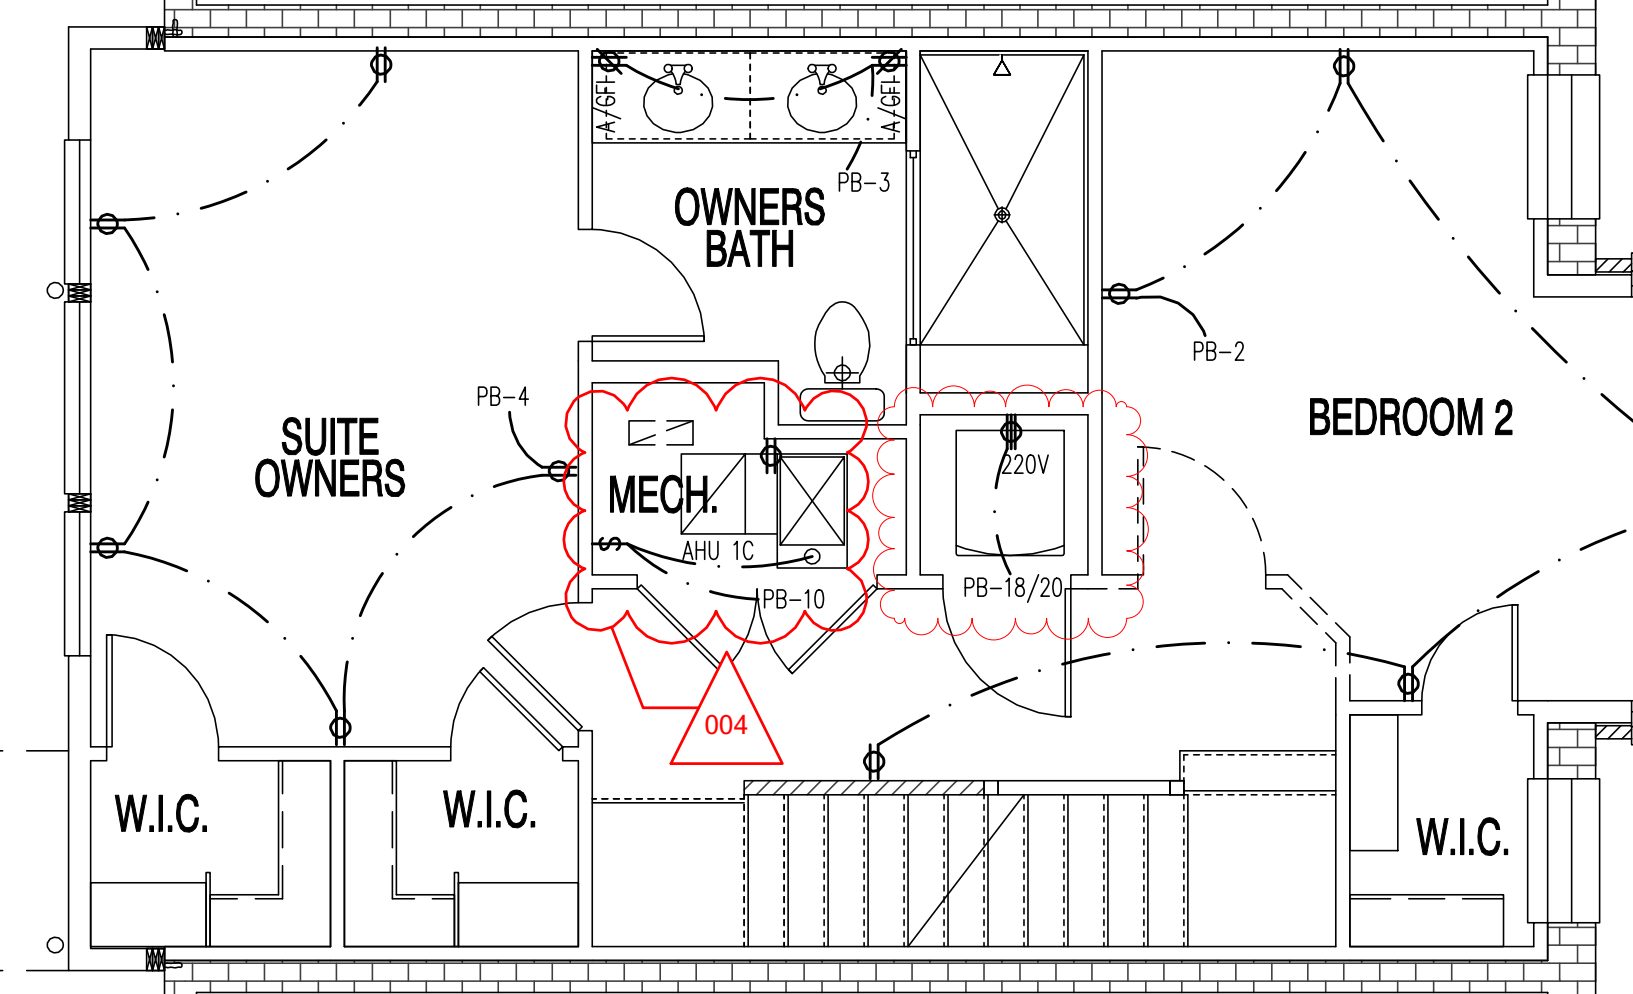 A/GFI
A/GFI
PB-3
OWNERS
BATH
PB-2
PB-4
SUITE
OWNERS
BEDROOM 2
220V
MECH.
AHU 1C
PB-10
PB-18/20
$
004
W.I.C.
W.I.C.
W.I.C.